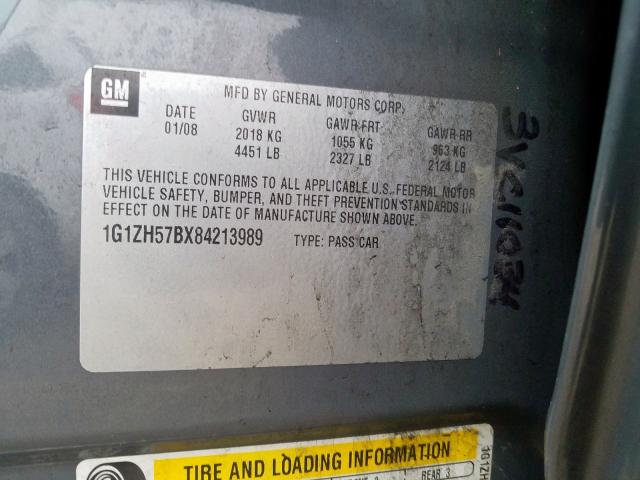 GM
MFD BY GENERAL MOTORS CORP.
DATE GVWR GAWR FRT GAWR RR
01/08 2018 KG 1055 KG 963 KG
4451 LB 2327 LB 2124 LB
THIS VEHICLE CONFORMS TO ALL APPLICABLE U.S. FEDERAL MOTOR
VEHICLE SAFETY, BUMPER, AND THEFT PREVENTION STANDARDS IN
EFFECT ON THE DATE OF MANUFACTURE SHOWN ABOVE.
1G1ZH57BX84213989 TYPE: PASS CAR
TIRE AND LOADING INFORMATION
REAR 3
1G1ZH